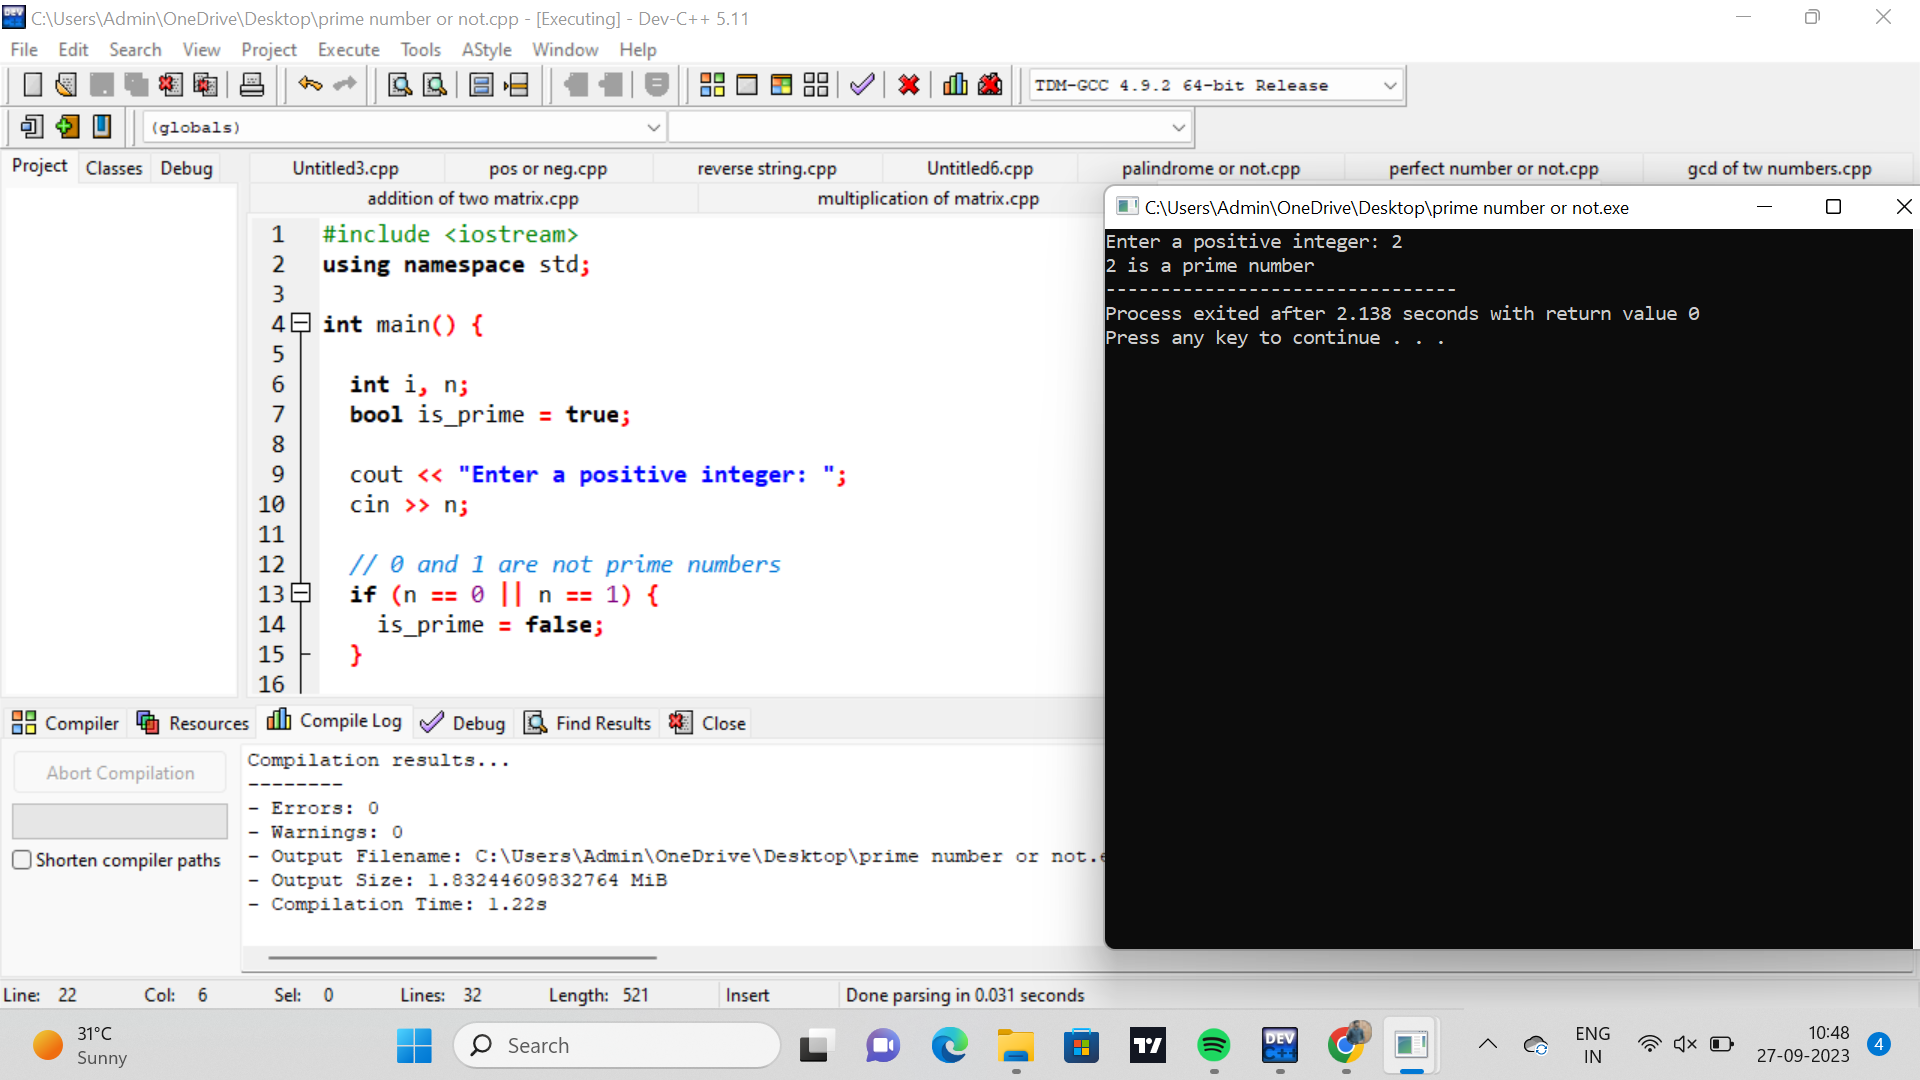 C:\Users\Admin\OneDrive\Desktop\prime number or not.cpp - [Executing] - Dev-C++ 5.11
File Edit Search View Project Execute Tools AStyle Window Help
TDM-GCC 4.9.2 64-bit Release
(globals)
Project Classes Debug
Untitled3.cpp pos or neg.cpp reverse string.cpp Untitled6.cpp palindrome or not.cpp perfect number or not.cpp gcd of tw numbers.cpp
addition of two matrix.cpp multiplication of matrix.cpp
1 #include <iostream>
2 using namespace std;
3
4 int main() {
5
6 int i, n;
7 bool is_prime = true;
8
9 cout << "Enter a positive integer: ";
10 cin >> n;
11
12 // 0 and 1 are not prime numbers
13 if (n == 0 || n == 1) {
14 is_prime = false;
15 }
16
C:\Users\Admin\OneDrive\Desktop\prime number or not.exe
Enter a positive integer: 2
2 is a prime number
--------------------------------
Process exited after 2.138 seconds with return value 0
Press any key to continue . . .
Compiler Resources Compile Log Debug Find Results Close
Abort Compilation
Shorten compiler paths
Compilation results...
--------
- Errors: 0
- Warnings: 0
- Output Filename: C:\Users\Admin\OneDrive\Desktop\prime number or not.e
- Output Size: 1.83244609832764 MiB
- Compilation Time: 1.22s
Line: 22 Col: 6 Sel: 0 Lines: 32 Length: 521 Insert Done parsing in 0.031 seconds
31°C
Sunny
Search
DEV
C++
ENG
IN
10:48
27-09-2023
4